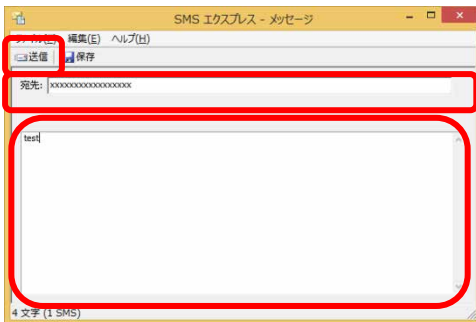 SMS エクスプレス - メッセージ
編集(E) ヘルプ(H)
送信 保存
宛先: xxxxxxxxxxxxxxxxx
test
4 文字 (1 SMS)